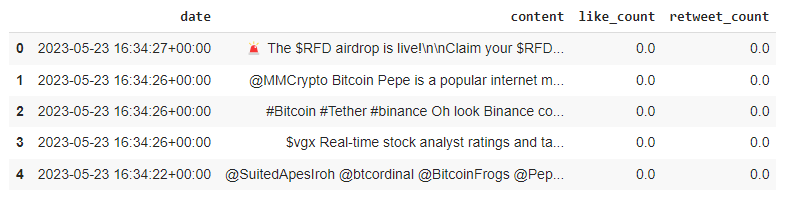 date content like_count retweet_count
0 2023-05-23 16:34:27+00:00 🚨 The $RFD airdrop is live!\n\nClaim your $RFD... 0.0 0.0
1 2023-05-23 16:34:26+00:00 @MMCrypto Bitcoin Pepe is a popular internet m... 0.0 0.0
2 2023-05-23 16:34:26+00:00 #Bitcoin #Tether #binance Oh look Binance co... 0.0 0.0
3 2023-05-23 16:34:26+00:00 $vgx Real-time stock analyst ratings and ta... 0.0 0.0
4 2023-05-23 16:34:22+00:00 @SuitedApesIroh @btcordinal @BitcoinFrogs @Pep... 0.0 0.0